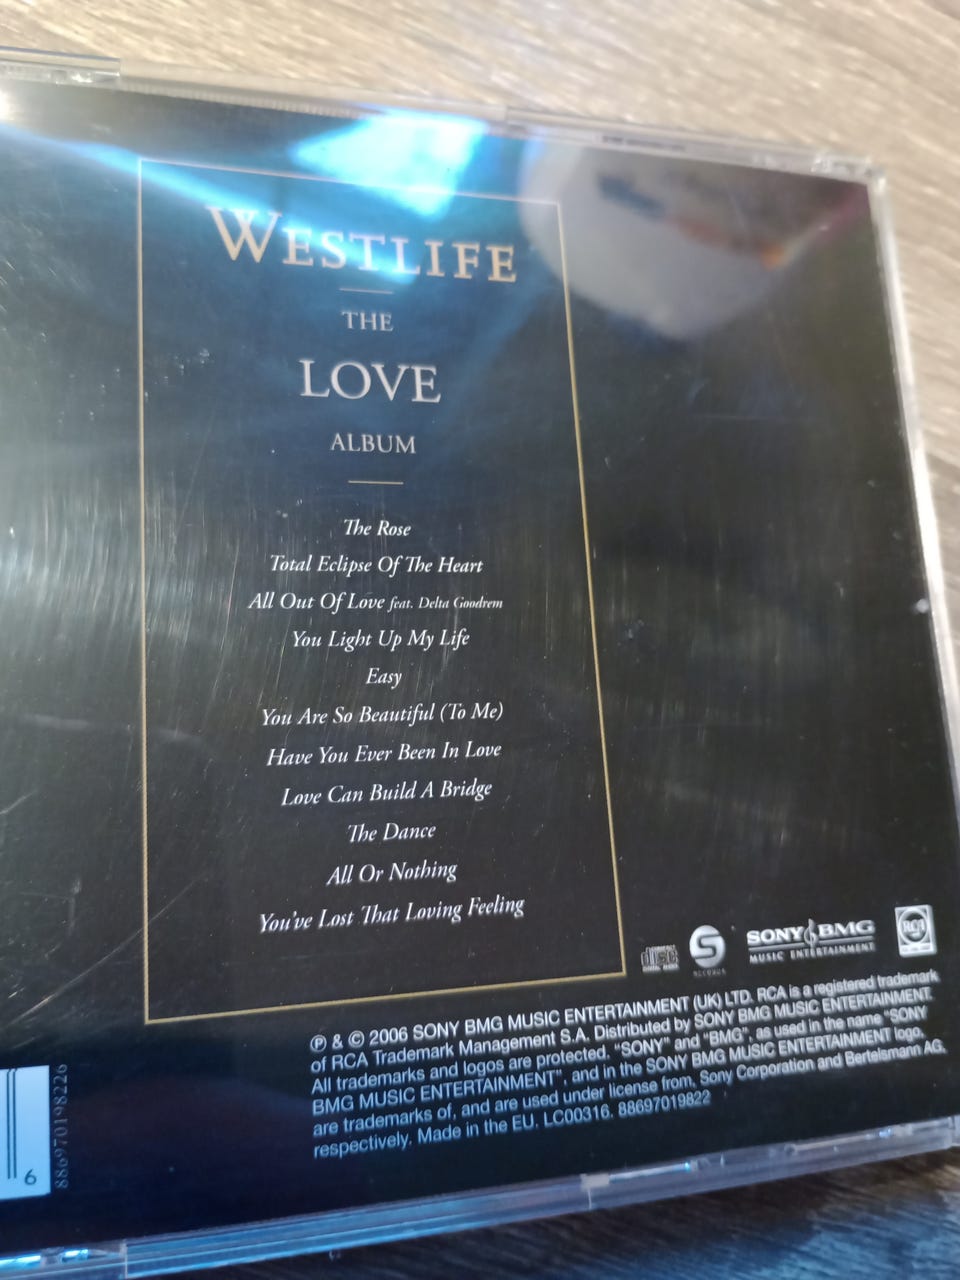 WESTLIFE
THE
LOVE
ALBUM
The Rose
Total Eclipse Of The Heart
All Out Of Love feat. Delta Goodrem
You Light Up My Life
Easy
You Are So Beautiful (To Me)
Have You Ever Been In Love
Love Can Build A Bridge
The Dance
All Or Nothing
You've Lost That Loving Feeling
COMPACT
disc
DIGITAL AUDIO
S
RECORDS
SONY BMG
MUSIC ENTERTAINMENT
RCA
℗ & © 2006 SONY BMG MUSIC ENTERTAINMENT (UK) LTD. RCA is a registered trademark
of RCA Trademark Management S.A. Distributed by SONY BMG MUSIC ENTERTAINMENT.
All trademarks and logos are protected. "SONY" and "BMG", as used in the name "SONY
BMG MUSIC ENTERTAINMENT", and in the SONY BMG MUSIC ENTERTAINMENT logo,
are trademarks of, and are used under license from, Sony Corporation and Bertelsmann AG,
respectively. Made in the EU. LC00316. 88697019822
6
886970198226